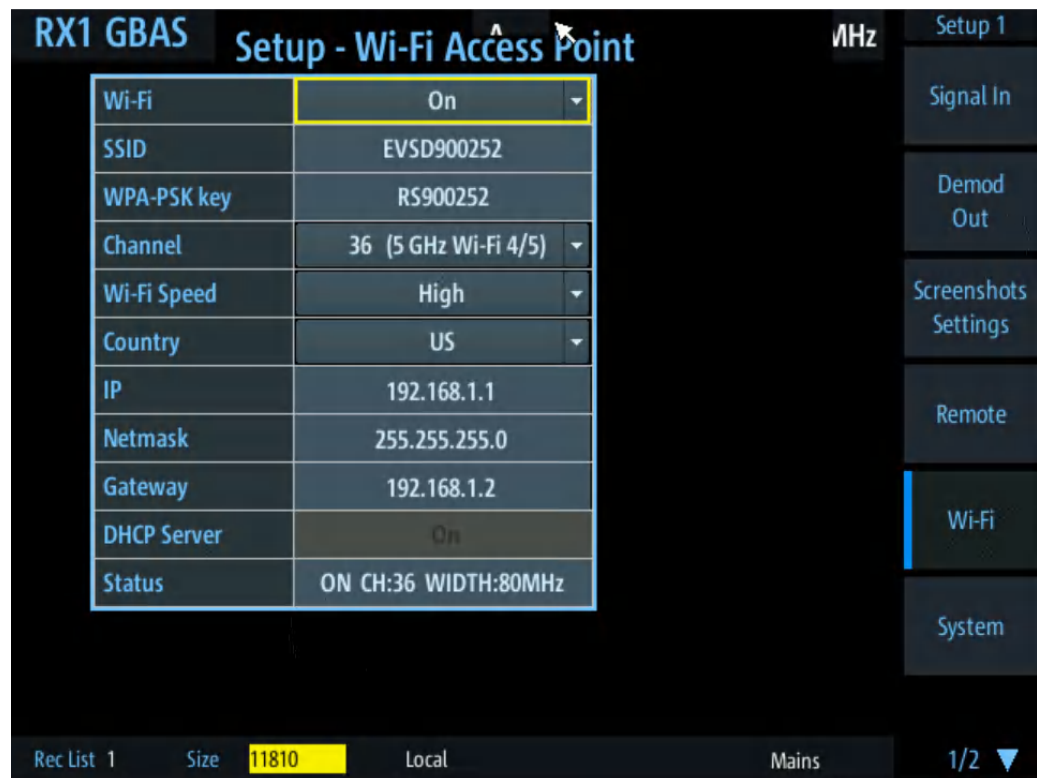 RX1 GBAS
Setup - Wi-Fi Access Point
MHz
Setup 1
Wi-Fi On
SSID EVSD900252
WPA-PSK key RS900252
Channel 36 (5 GHz Wi-Fi 4/5)
Wi-Fi Speed High
Country US
IP 192.168.1.1
Netmask 255.255.255.0
Gateway 192.168.1.2
DHCP Server On
Status ON CH:36 WIDTH:80MHz
Signal In
Demod
Out
Screenshots
Settings
Remote
Wi-Fi
System
Rec List 1 Size 11810 Local Mains 1/2